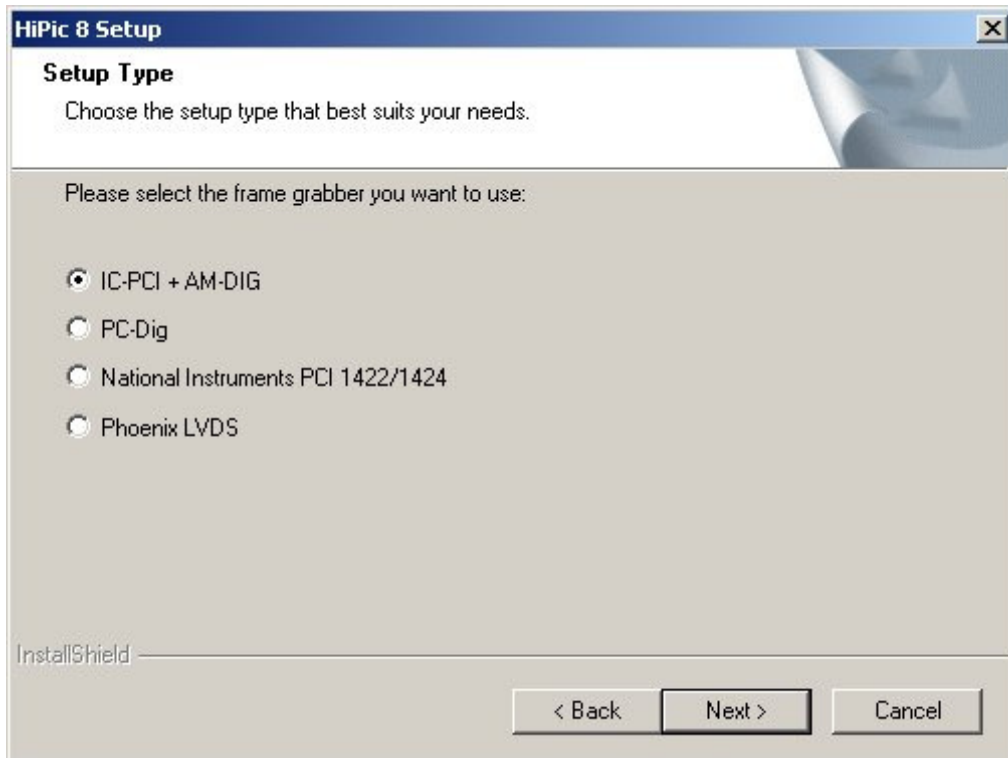 HiPic 8 Setup
Setup Type
Choose the setup type that best suits your needs.
Please select the frame grabber you want to use:
IC-PCI + AM-DIG
PC-Dig
National Instruments PCI 1422/1424
Phoenix LVDS
InstallShield
< Back Next > Cancel